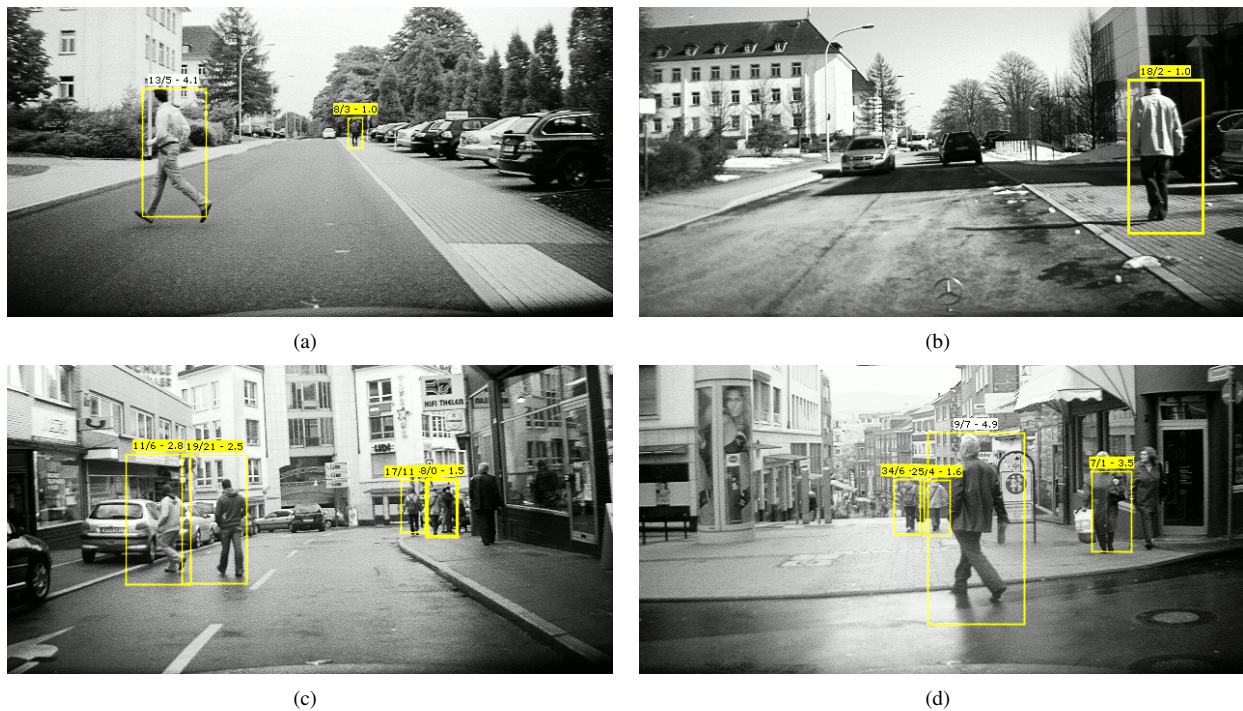 13/5 - 4.1
8/3 - 1.0
(a)
18/2 - 1.0
(b)
SCHULE
11/6 - 2.8
19/21 - 2.5
17/11
8/0 - 1.5
HIFI THELEN
(c)
9/7 - 4.9
34/6
25/4 - 1.6
7/1 - 3.5
(d)